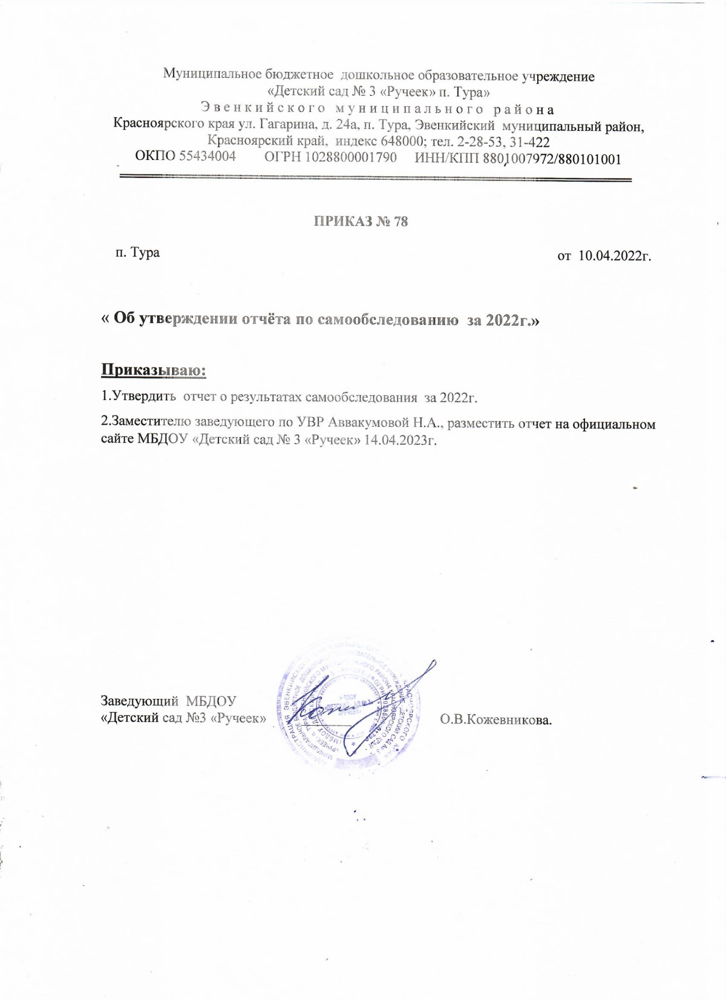 Муниципальное бюджетное дошкольное образовательное учреждение
«Детский сад № 3 «Ручеек» п. Тура»
Эвенкийского муниципального района
Красноярского края ул. Гагарина, д. 24а, п. Тура, Эвенкийский муниципальный район,
Красноярский край, индекс 648000; тел. 2-28-53, 31-422
ОКПО 55434004 ОГРН 1028800001790 ИНН/КПП 8801007972/880101001
ПРИКАЗ № 78
п. Тура от 10.04.2022г.
« Об утверждении отчёта по самообследованию за 2022г.»
Приказываю:
1.Утвердить отчет о результатах самообследования за 2022г.
2.Заместителю заведующего по УВР Аввакумовой Н.А., разместить отчет на официальном
сайте МБДОУ «Детский сад № 3 «Ручеек» 14.04.2023г.
Заведующий МБДОУ
«Детский сад №3 «Ручеек» О.В.Кожевникова.